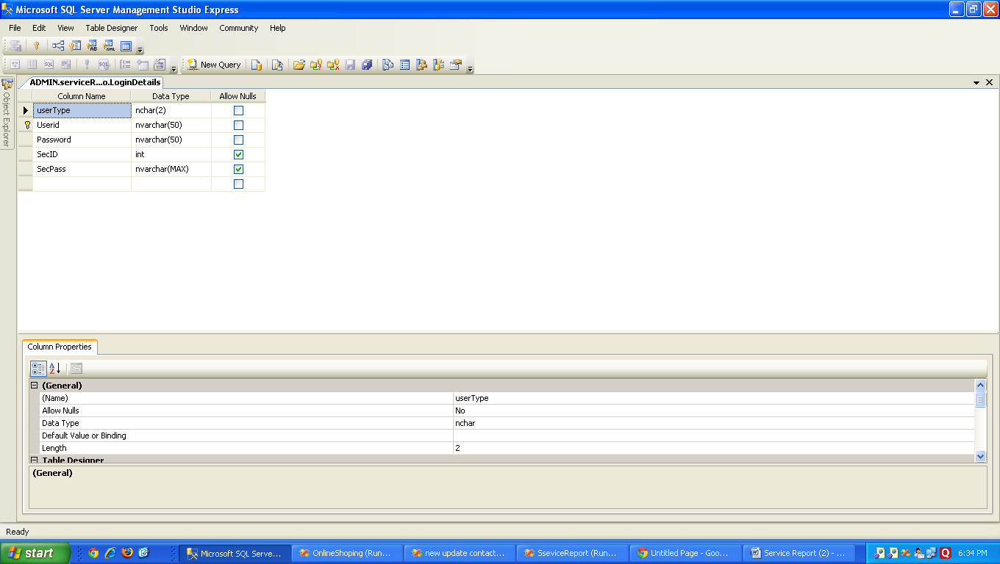 Microsoft SQL Server Management Studio Express
File Edit View Table Designer Tools Window Community Help
New Query
ADMIN.serviceR...o.LoginDetails
Object Explorer
Column Name Data Type Allow Nulls
userType nchar(2)
Userid nvarchar(50)
Password nvarchar(50)
SecID int
SecPass nvarchar(MAX)
Column Properties
(General)
(Name) userType
Allow Nulls No
Data Type nchar
Default Value or Binding
Length 2
Table Designer
(General)
Ready
start Microsoft SQL Serve... OnlineShoping (Run... new update contact... SseviceReport (Run... Untitled Page - Goo... Service Report (2) - ... 6:34 PM